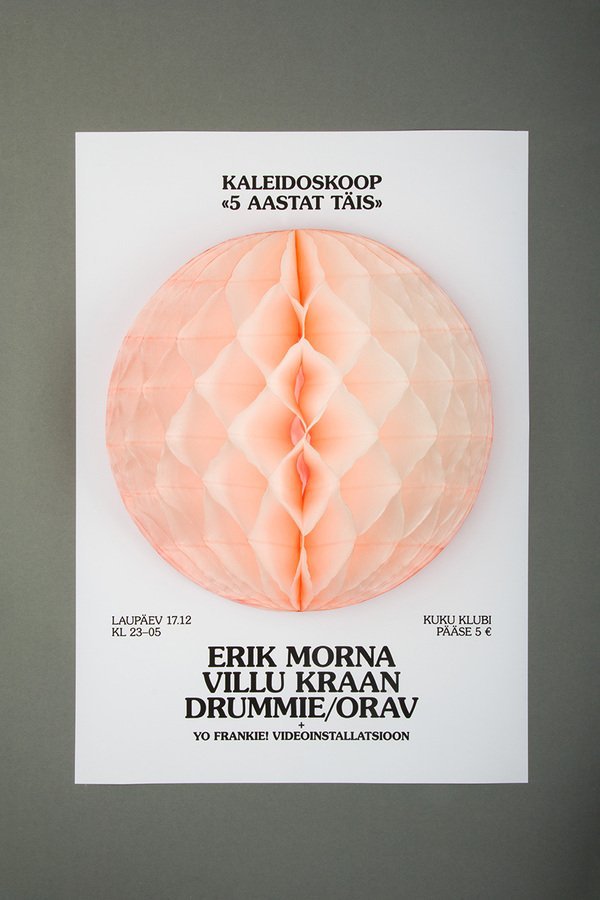 KALEIDOSKOOP
«5 AASTAT TÄIS»
LAUPÄEV 17.12
KL 23–05
KUKU KLUBI
PÄÄSE 5 €
ERIK MORNA
VILLU KRAAN
DRUMMIE/ORAV
+
YO FRANKIE! VIDEOINSTALLATSIOON